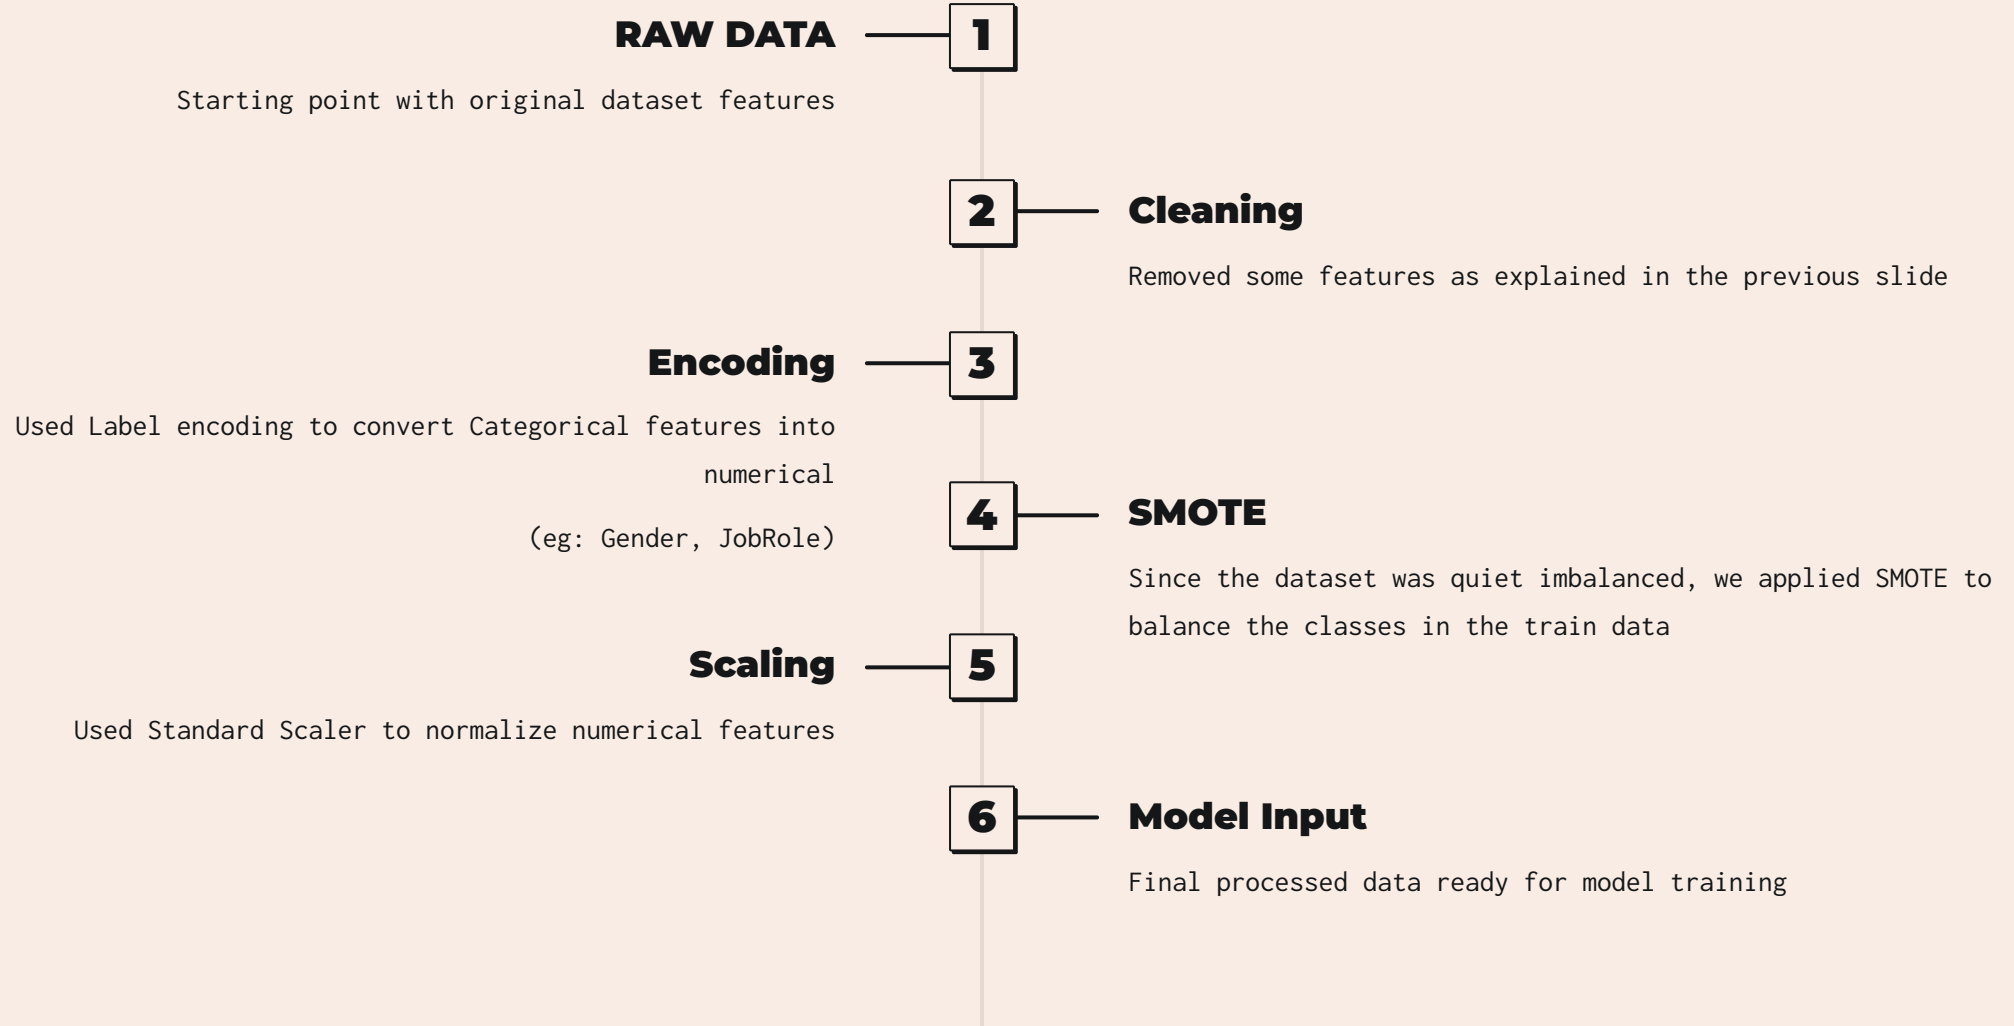 RAW DATA
1
Starting point with original dataset features
2
Cleaning
Removed some features as explained in the previous slide
Encoding
3
Used Label encoding to convert Categorical features into
numerical
(eg: Gender, JobRole)
4
SMOTE
Since the dataset was quiet imbalanced, we applied SMOTE to
balance the classes in the train data
Scaling
5
Used Standard Scaler to normalize numerical features
6
Model Input
Final processed data ready for model training